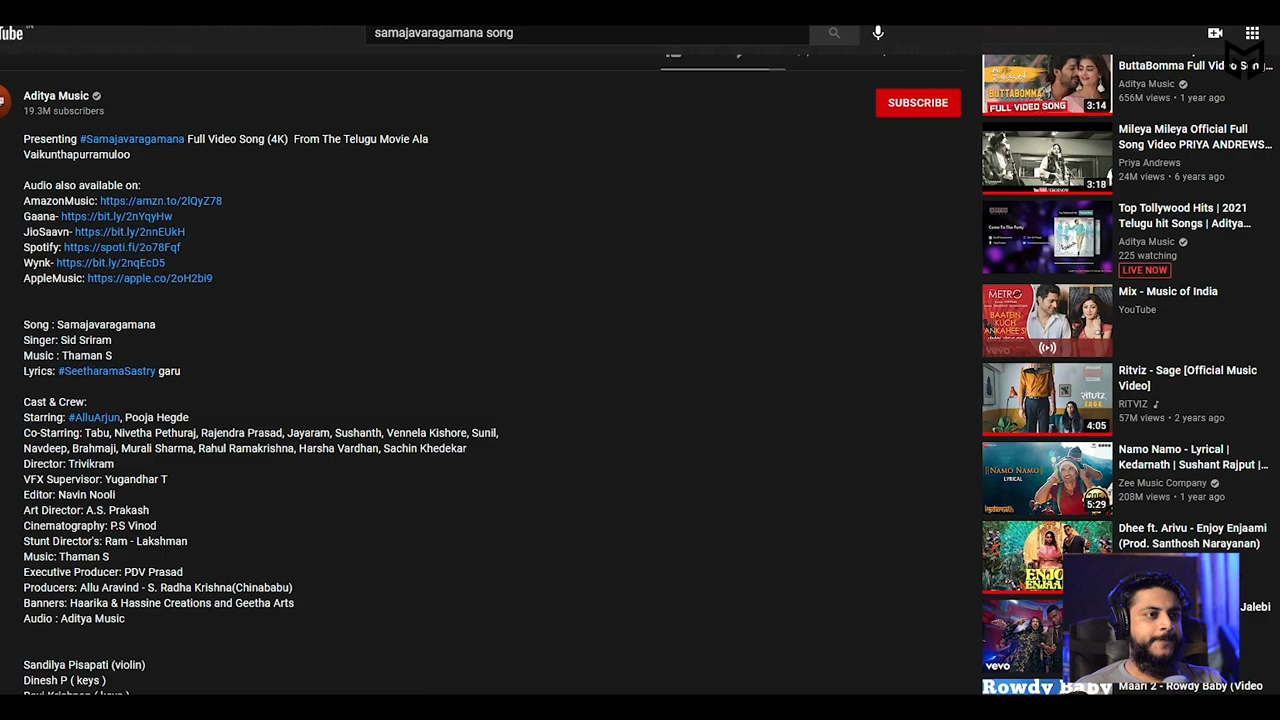 Tube
samajavaragamana song
Aditya Music
19.3M subscribers
SUBSCRIBE
Presenting #Samajavaragamana Full Video Song (4K)  From The Telugu Movie Ala
Vaikunthapurramuloo
Audio also available on:
AmazonMusic: https://amzn.to/2lQyZ78
Gaana- https://bit.ly/2nYqyHw
JioSaavn- https://bit.ly/2nnEUkH
Spotify: https://spoti.fi/2o78Fqf
Wynk- https://bit.ly/2nqEcD5
AppleMusic: https://apple.co/2oH2bi9
Song : Samajavaragamana
Singer: Sid Sriram
Music : Thaman S
Lyrics: #SeetharamaSastry garu
Cast & Crew:
Starring: #AlluArjun, Pooja Hegde
Co-Starring: Tabu, Nivetha Pethuraj, Rajendra Prasad, Jayaram, Sushanth, Vennela Kishore, Sunil,
Navdeep, Brahmaji, Murali Sharma, Rahul Ramakrishna, Harsha Vardhan, Sachin Khedekar
Director: Trivikram
VFX Supervisor: Yugandhar T
Editor: Navin Nooli
Art Director: A.S. Prakash
Cinematography: P.S Vinod
Stunt Director's: Ram - Lakshman
Music: Thaman S
Executive Producer: PDV Prasad
Producers: Allu Aravind - S. Radha Krishna(Chinababu)
Banners: Haarika & Hassine Creations and Geetha Arts
Audio : Aditya Music
Sandilya Pisapati (violin)
Dinesh P ( keys )
BUTTABOMMA
FULL VIDEO SONG
3:14
ButtaBomma Full Video Son...
Aditya Music
656M views • 1 year ago
3:18
Mileya Mileya Official Full
Song Video PRIYA ANDREWS...
Priya Andrews
24M views • 6 years ago
Top Tollywood Hits | 2021
Telugu hit Songs | Aditya...
Aditya Music
225 watching
LIVE NOW
METRO
BAATEIN
KUCH
ANKAHEE SI
vevo
Mix - Music of India
YouTube
RITVIZ
SAGE
4:05
Ritviz - Sage [Official Music
Video]
RITVIZ
57M views • 2 years ago
NAMO NAMO
LYRICAL
5:29
Namo Namo - Lyrical |
Kedarnath | Sushant Rajput |...
Zee Music Company
208M views • 1 year ago
ENJOY
ENJAAMI
Dhee ft. Arivu - Enjoy Enjaami
(Prod. Santhosh Narayanan)
vevo
Jalebi
Rowdy Baby
Maari 2 - Rowdy Baby (Video